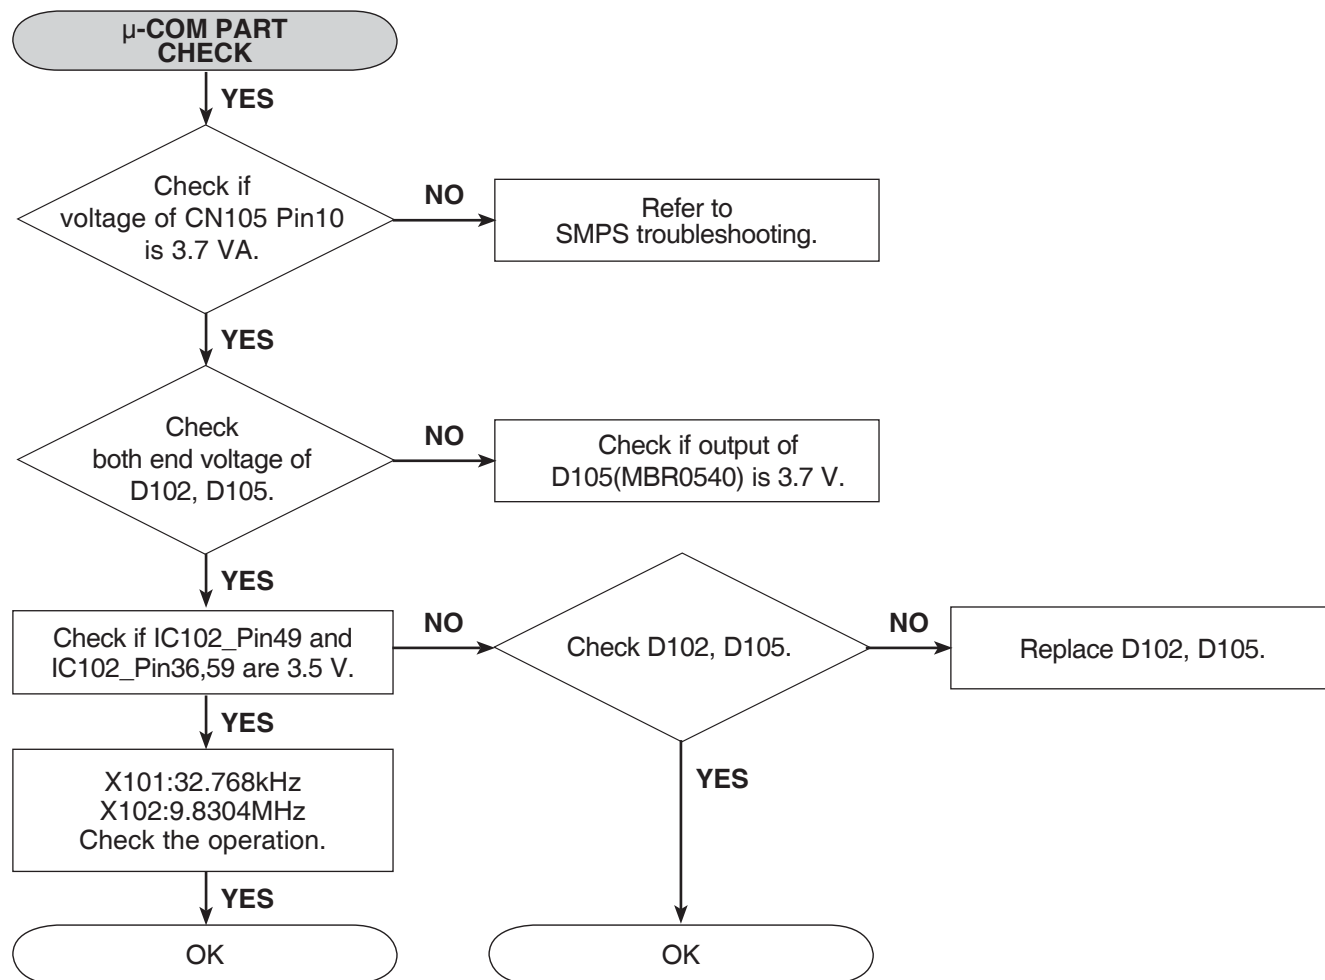 μ-COM PART
CHECK
YES
Check if
voltage of CN105 Pin10
is 3.7 VA.
NO
Refer to
SMPS troubleshooting.
YES
Check
both end voltage of
D102, D105.
NO
Check if output of
D105(MBR0540) is 3.7 V.
YES
Check if IC102_Pin49 and
IC102_Pin36,59 are 3.5 V.
NO
Check D102, D105.
NO
Replace D102, D105.
YES
X101:32.768kHz
X102:9.8304MHz
Check the operation.
YES
YES
OK
OK